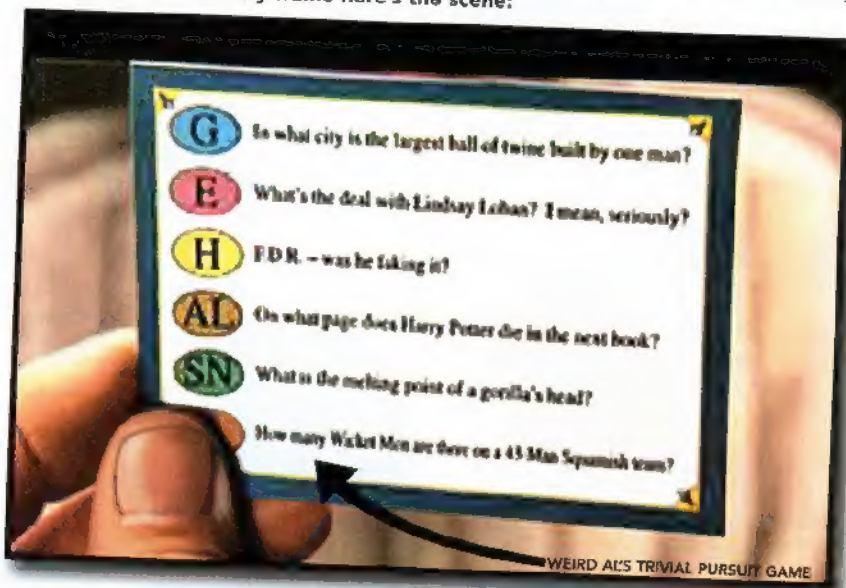 here's the scene:
G In what city is the largest ball of twine built by one man?
E What's the deal with Lindsay Lohan? I mean, seriously?
H F.D.R. – was he faking it?
AL On what page does Harry Potter die in the next book?
SN What is the melting point of a gorilla's head?
How many Wicket Men are there on a 43-Man Squamish team?
WEIRD AL'S TRIVIAL PURSUIT GAME